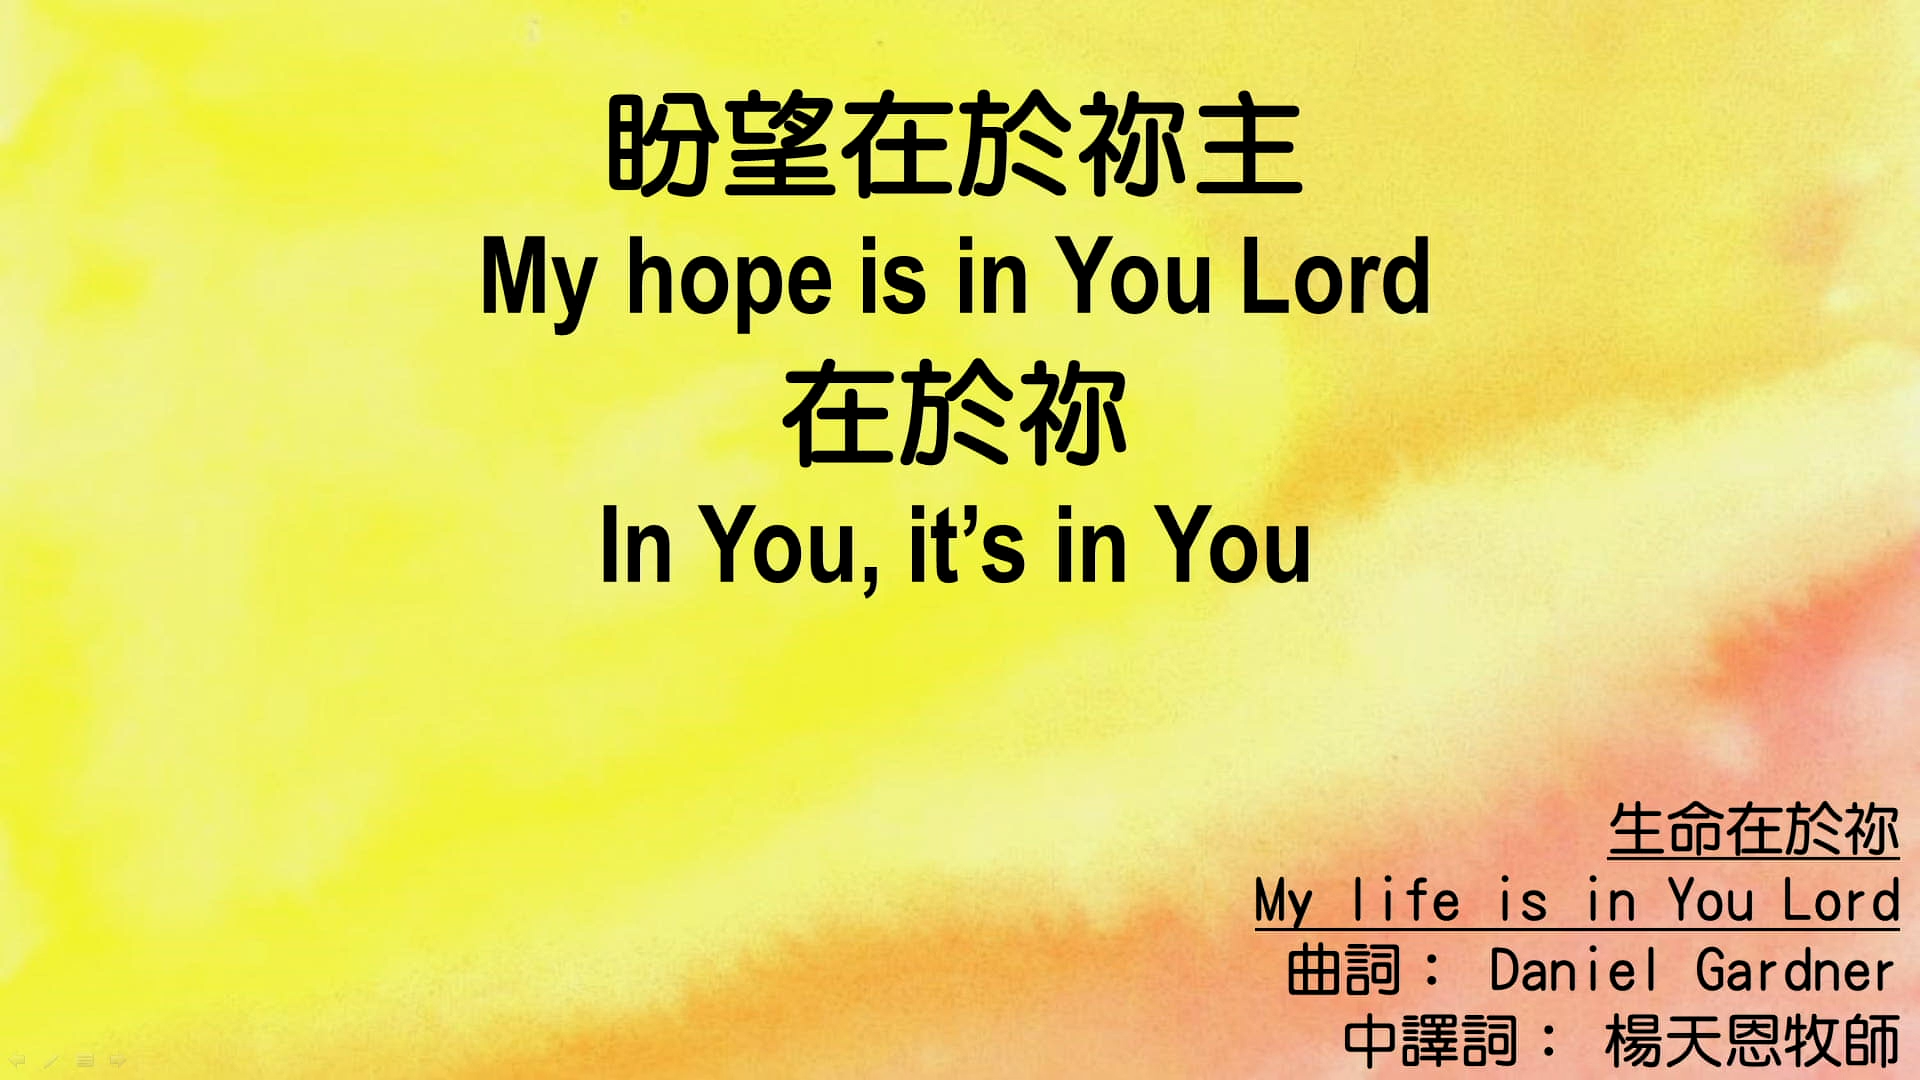 盼望在於祢主
My hope is in You Lord
在於祢
In You, it’s in You
生命在於祢
My life is in You Lord
曲詞： Daniel Gardner
中譯詞： 楊天恩牧師